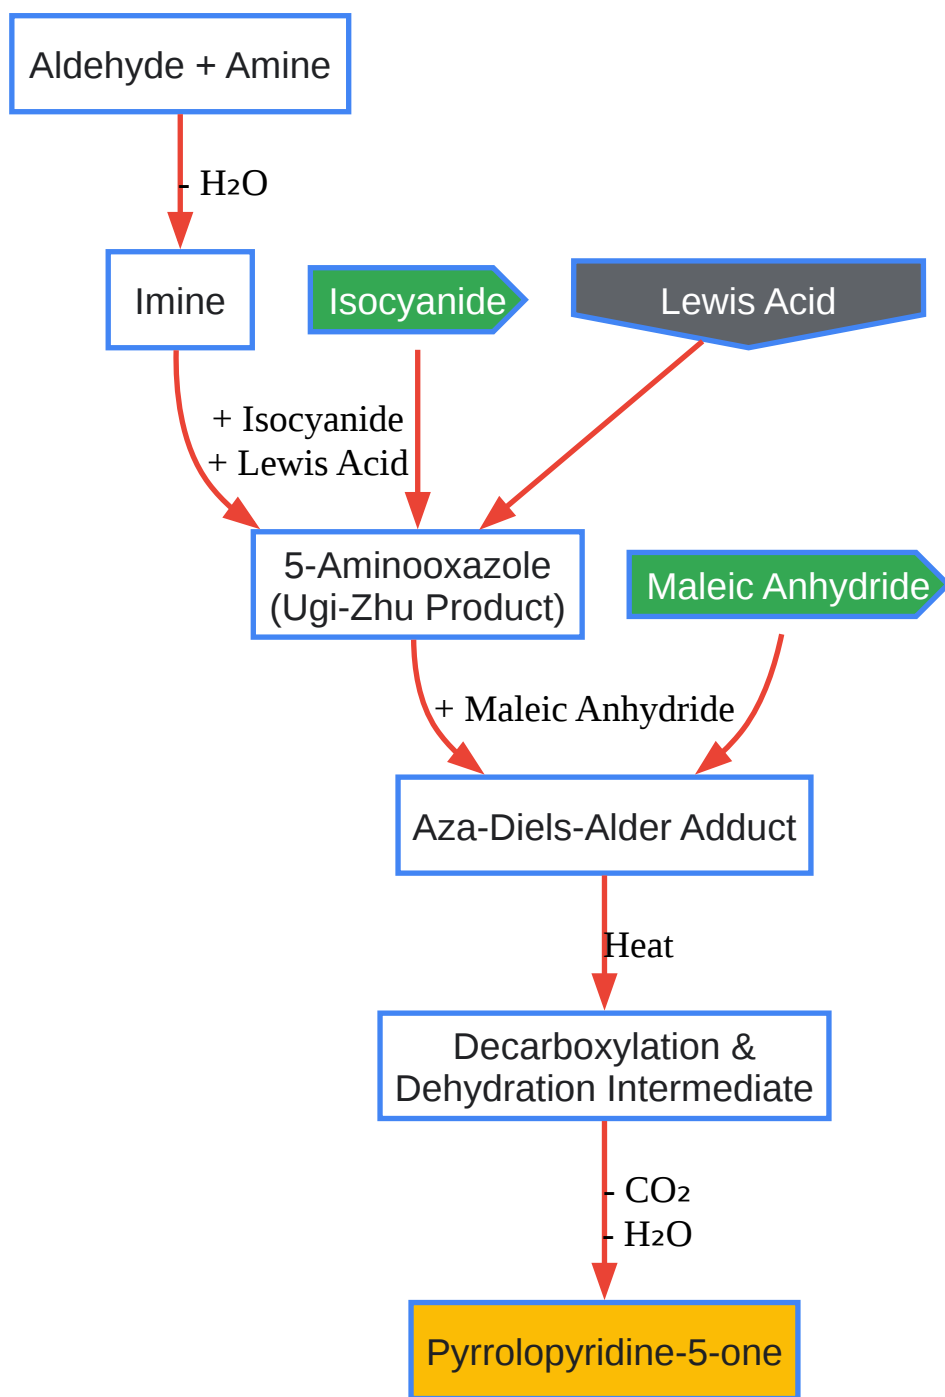 Aldehyde + Amine
- H₂O
Imine
Isocyanide
Lewis Acid
+ Isocyanide
+ Lewis Acid
5-Aminooxazole
(Ugi-Zhu Product)
Maleic Anhydride
+ Maleic Anhydride
Aza-Diels-Alder Adduct
Heat
Decarboxylation &
Dehydration Intermediate
- CO₂
- H₂O
Pyrrolopyridine-5-one